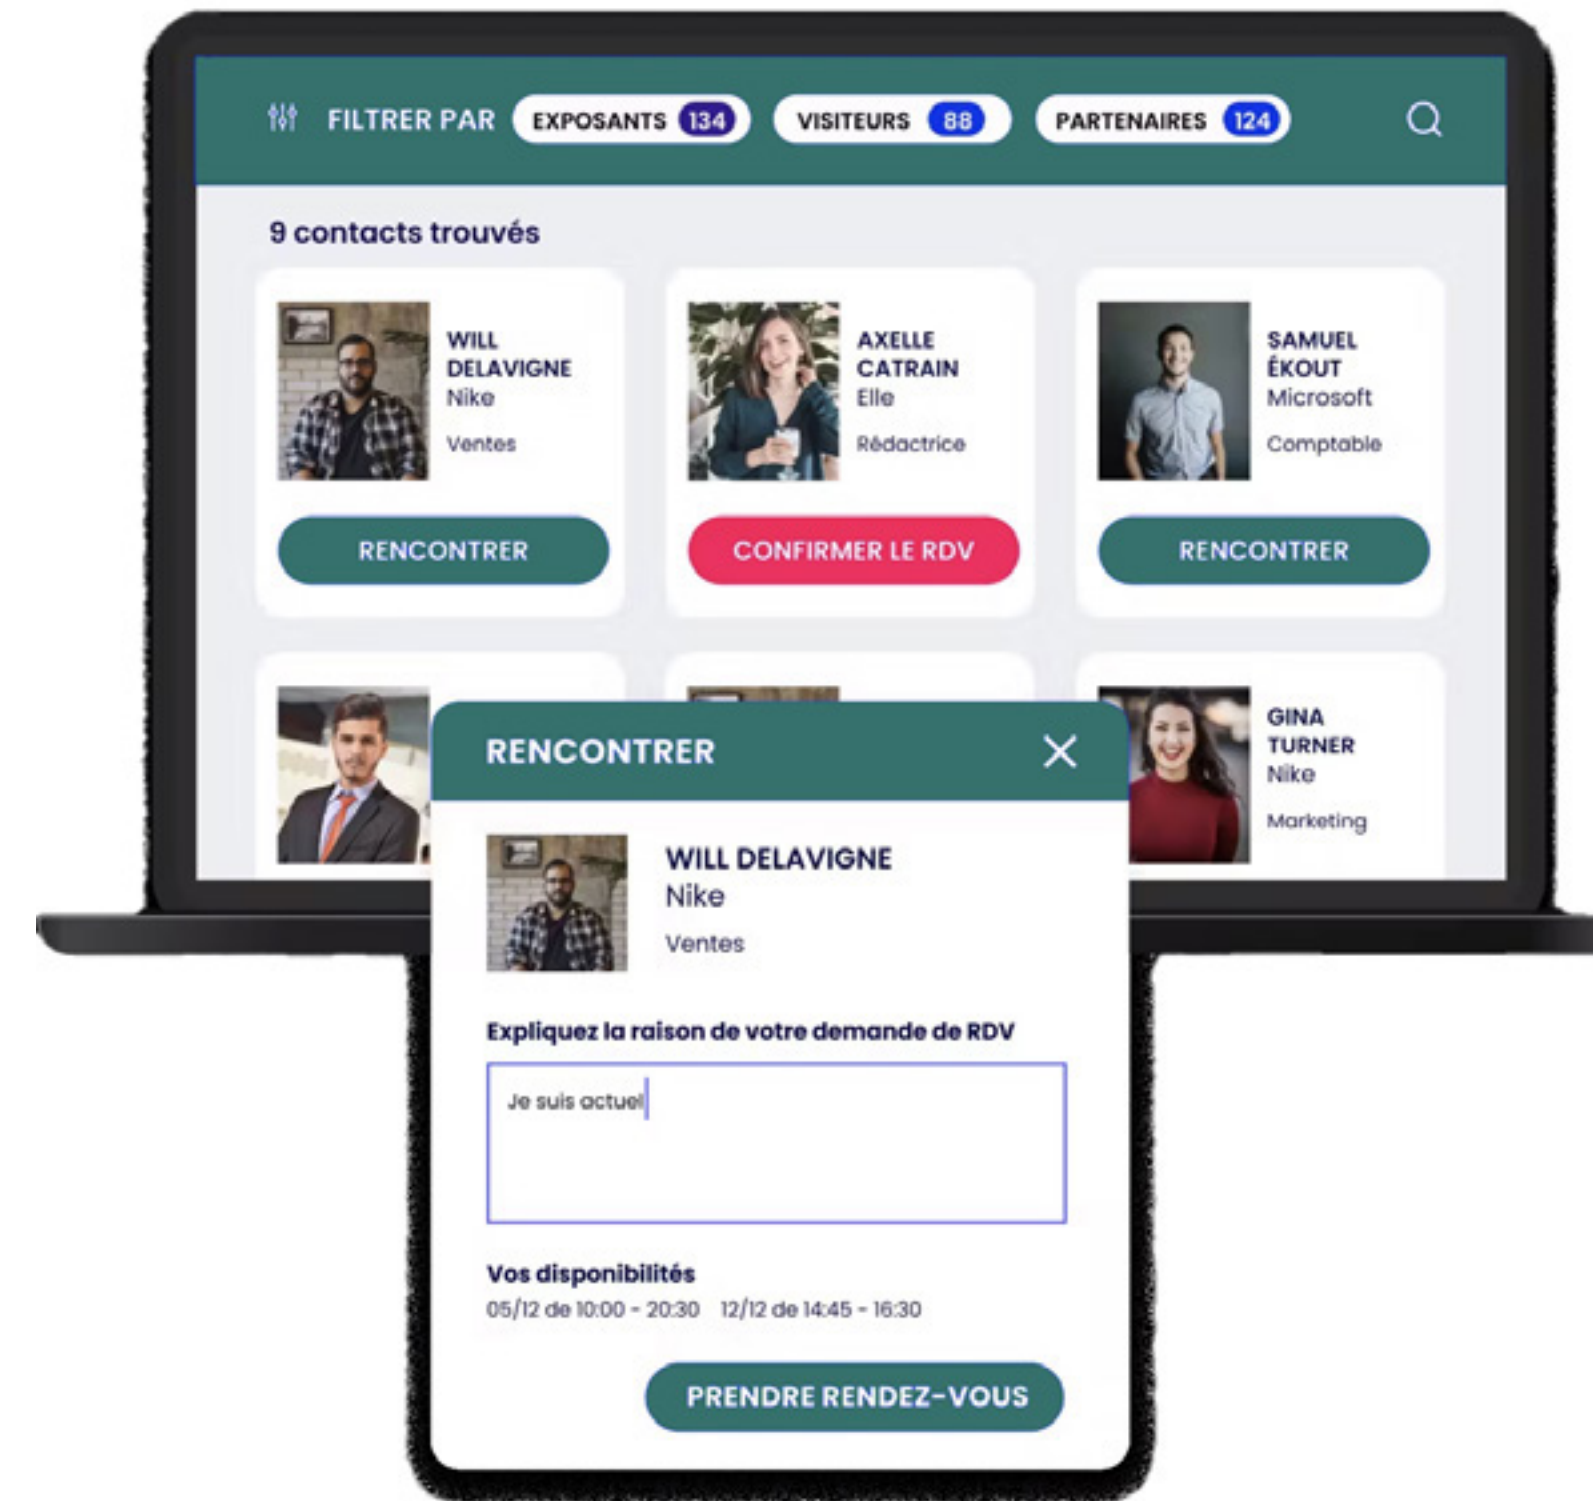 FILTRER PAR EXPOSANTS 134 VISITEURS 88 PARTENAIRES 124
9 contacts trouvés
WILL
DELAVIGNE
Nike
Ventes
RENCONTRER
AXELLE
CATRAIN
Elle
Rédactrice
CONFIRMER LE RDV
SAMUEL
ÉKOUT
Microsoft
Comptable
RENCONTRER
GINA
TURNER
Nike
Marketing
RENCONTRER
WILL DELAVIGNE
Nike
Ventes
Expliquez la raison de votre demande de RDV
Je suis actuel
Vos disponibilités
05/12 de 10:00 - 20:30 12/12 de 14:45 - 16:30
PRENDRE RENDEZ-VOUS